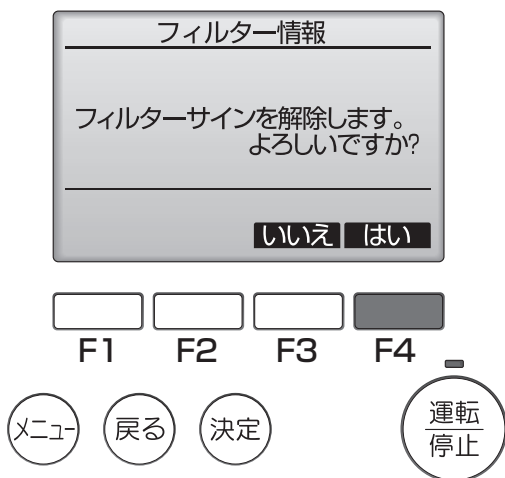 フィルター情報
フィルターサインを解除します。
よろしいですか?
いいえ はい
F1 F2 F3 F4
メニュー 戻る 決定 運転
停止